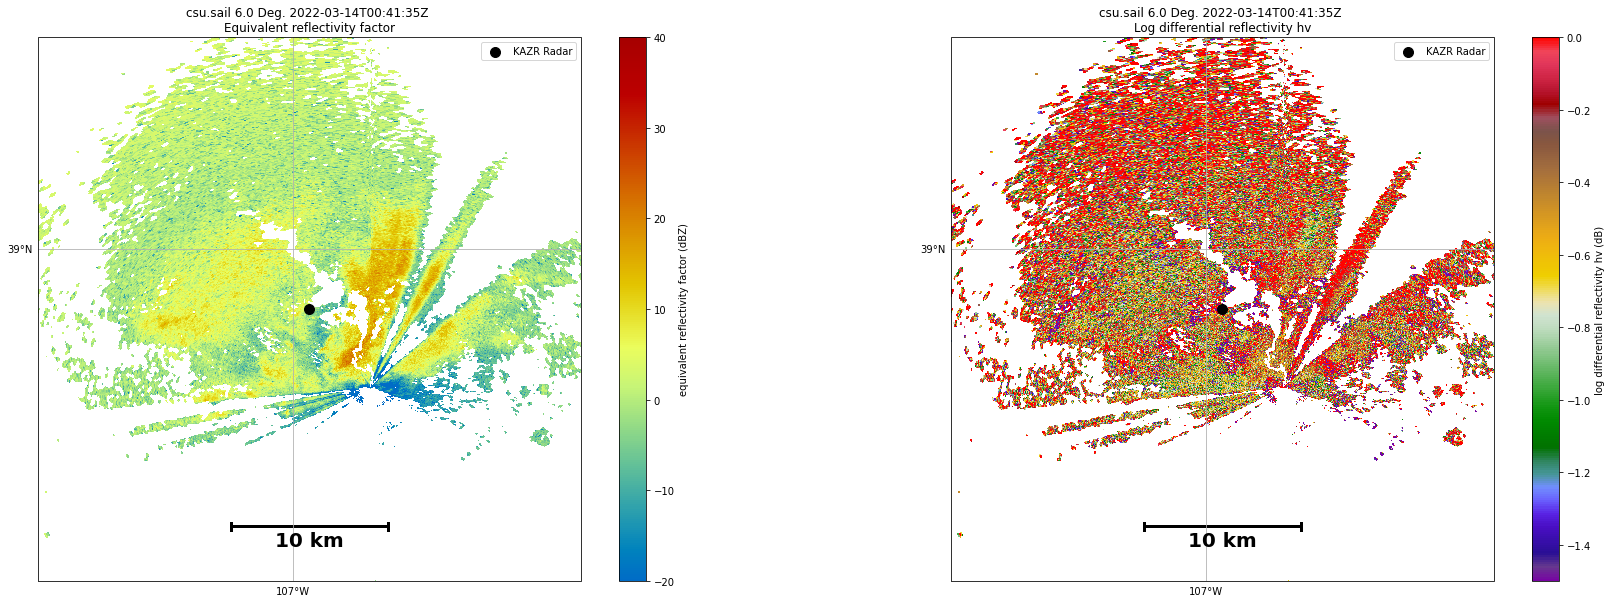 csu.sail 6.0 Deg. 2022-03-14T00:41:35Z
Equivalent reflectivity factor
KAZR Radar
39°N
107°W
10 km
40
30
20
10
0
−10
−20
equivalent reflectivity factor (dBZ)
csu.sail 6.0 Deg. 2022-03-14T00:41:35Z
Log differential reflectivity hv
KAZR Radar
39°N
107°W
10 km
0.0
−0.2
−0.4
−0.6
−0.8
−1.0
−1.2
−1.4
log differential reflectivity hv (dB)